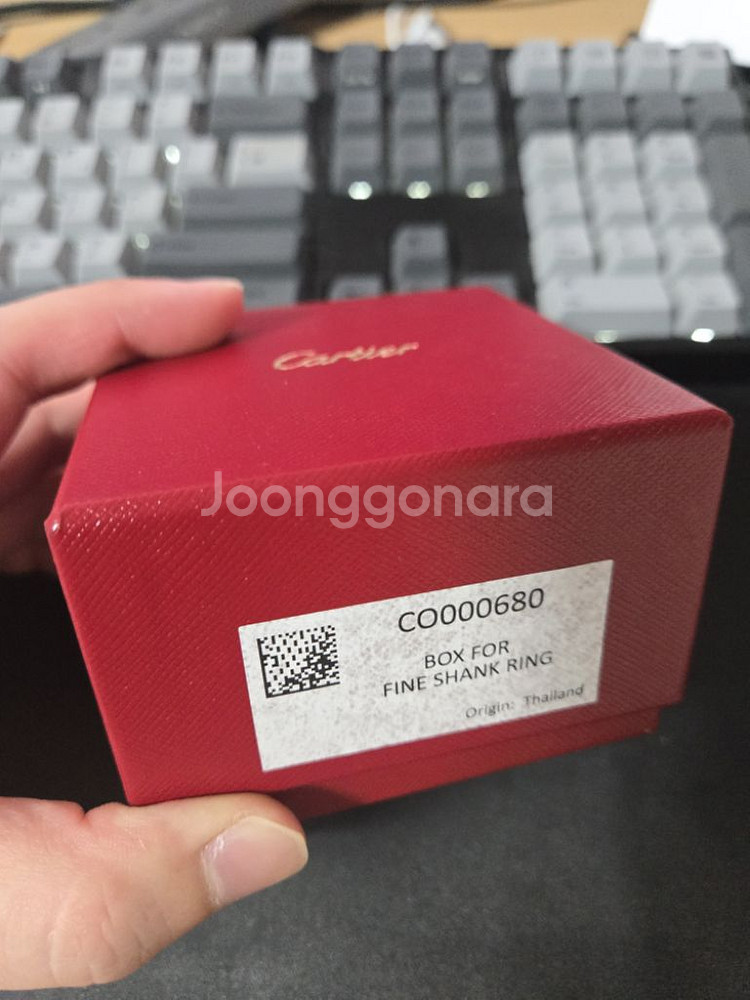 Cartier
Joonggonara
CO000680
BOX FOR
FINE SHANK RING
Origin: Thailand